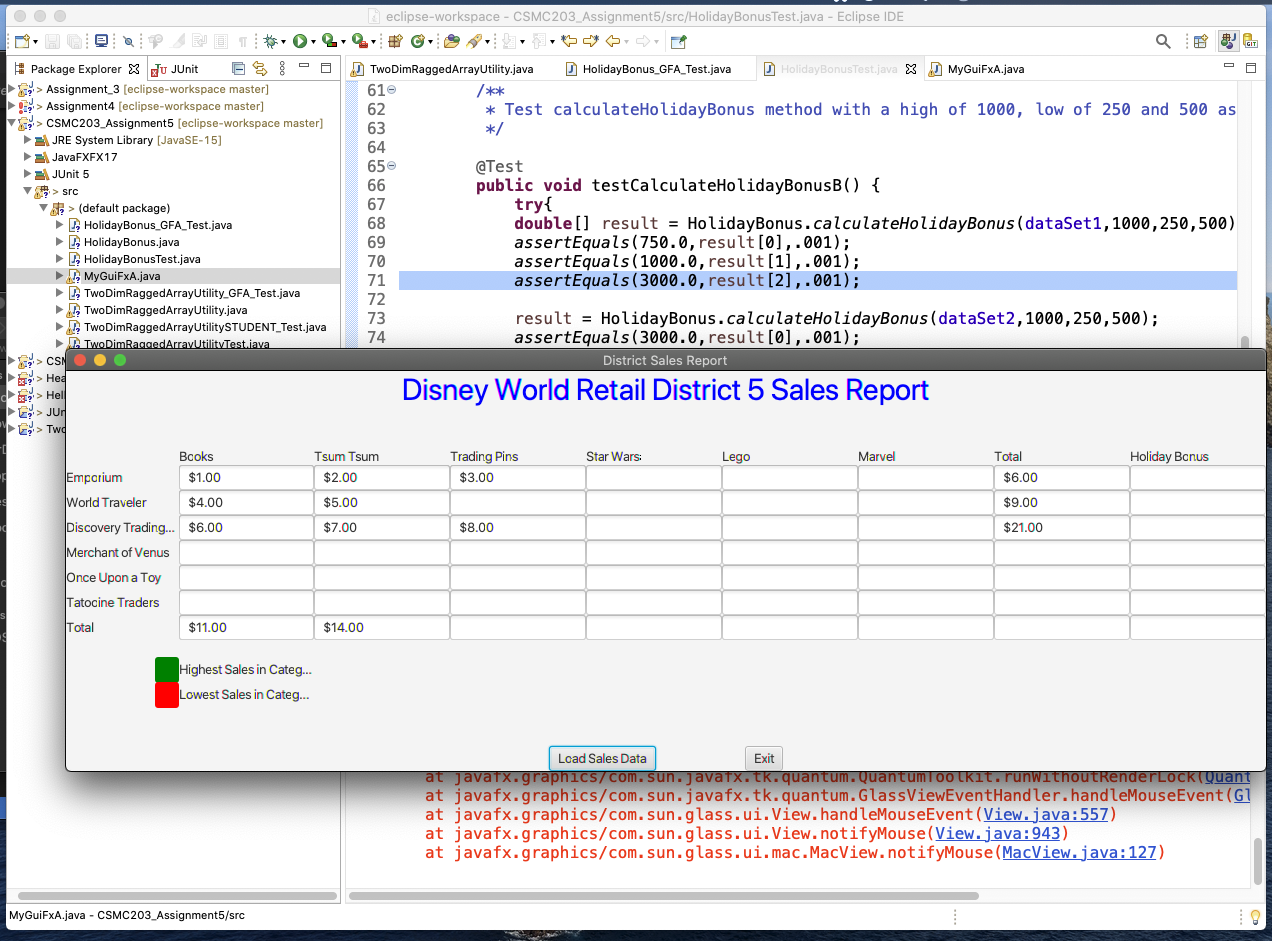 eclipse-workspace - CSMC203_Assignment5/src/HolidayBonusTest.java - Eclipse IDE
Package Explorer
JUnit
TwoDimRaggedArrayUtility.java
HolidayBonus_GFA_Test.java
HolidayBonusTest.java
MyGuiFxA.java
> Assignment_3 [eclipse-workspace master]
> Assignment4 [eclipse-workspace master]
> CSMC203_Assignment5 [eclipse-workspace master]
JRE System Library [JavaSE-15]
JavaFXFX17
JUnit 5
> src
> (default package)
HolidayBonus_GFA_Test.java
HolidayBonus.java
HolidayBonusTest.java
MyGuiFxA.java
TwoDimRaggedArrayUtility_GFA_Test.java
TwoDimRaggedArrayUtility.java
TwoDimRaggedArrayUtilitySTUDENT_Test.java
TwoDimRaggedArrayUtilityTest.java
> CSM
> Hea
> Hell
> JUn
> Two
61 /**
62 * Test calculateHolidayBonus method with a high of 1000, low of 250 and 500 as
63 */
64
65 @Test
66 public void testCalculateHolidayBonusB() {
67 try{
68 double[] result = HolidayBonus.calculateHolidayBonus(dataSet1,1000,250,500)
69 assertEquals(750.0,result[0],.001);
70 assertEquals(1000.0,result[1],.001);
71 assertEquals(3000.0,result[2],.001);
72
73 result = HolidayBonus.calculateHolidayBonus(dataSet2,1000,250,500);
74 assertEquals(3000.0,result[0],.001);
District Sales Report
Disney World Retail District 5 Sales Report
Books Tsum Tsum Trading Pins Star Wars: Lego Marvel Total Holiday Bonus
Emporium $1.00 $2.00 $3.00 $6.00
World Traveler $4.00 $5.00 $9.00
Discovery Trading... $6.00 $7.00 $8.00 $21.00
Merchant of Venus
Once Upon a Toy
Tatooine Traders
Total $11.00 $14.00
Highest Sales in Categ...
Lowest Sales in Categ...
Load Sales Data
Exit
at javafx.graphics/com.sun.javafx.tk.quantum.QuantumToolkit.runWithoutRenderLock(Quant
at javafx.graphics/com.sun.javafx.tk.quantum.GlassViewEventHandler.handleMouseEvent(Gl
at javafx.graphics/com.sun.glass.ui.View.handleMouseEvent(View.java:557)
at javafx.graphics/com.sun.glass.ui.View.notifyMouse(View.java:943)
at javafx.graphics/com.sun.glass.ui.mac.MacView.notifyMouse(MacView.java:127)
MyGuiFxA.java - CSMC203_Assignment5/src